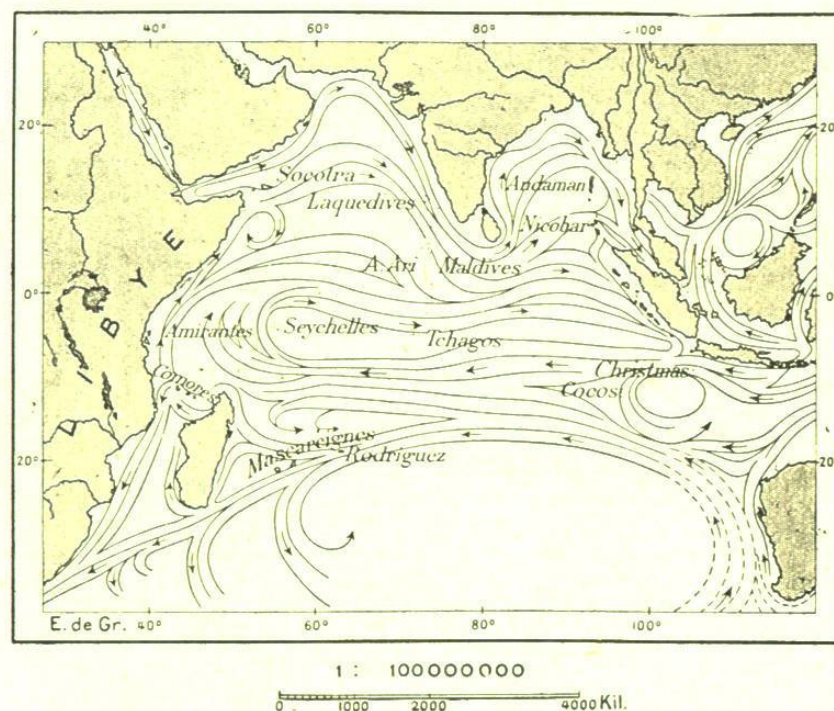 40° 60° 80° 100°
20° 20
Socotra
Andaman
Laquedives
Nicobar
A. Ari Maldives
0° 0°
LIBYE
Amirantes Seychelles Tchagos
Comores
Christmas
Cocos
Mascareignes
Rodriguez
20° 20
E. de Gr. 40° 60° 80° 100°
1 : 100000000
0 1000 2000 4000 Kil.